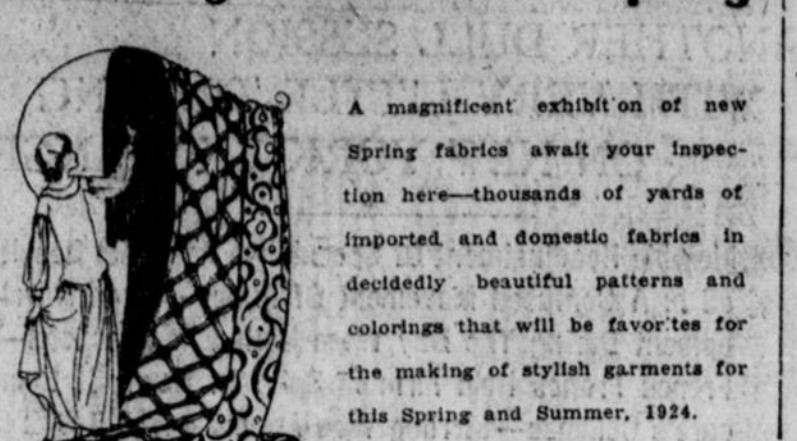 A magnificent exhibit'on of new
Spring fabrics await your inspec-
tion here—thousands of yards of
imported and domestic fabrics in
decidedly beautiful patterns and
colorings that will be favor'tes for
the making of stylish garments for
this Spring and Summer, 1924.